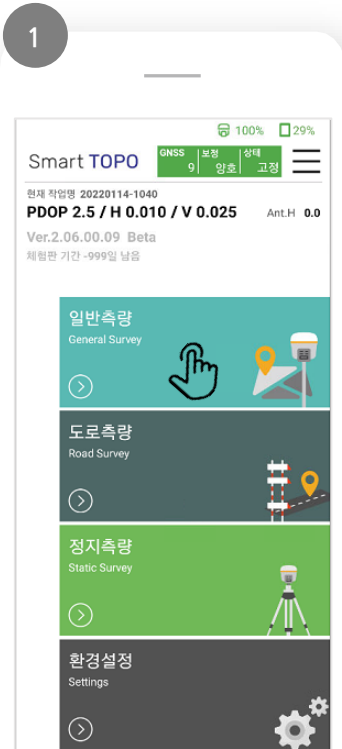 1
100% 29%
Smart TOPO
GNSS 보정 상태
9 양호 고정
현재 작업명 20220114-1040
PDOP 2.5 / H 0.010 / V 0.025 Ant.H 0.0
Ver.2.06.00.09 Beta
체험판 기간 -999일 남음
일반측량
General Survey
도로측량
Road Survey
정지측량
Static Survey
환경설정
Settings